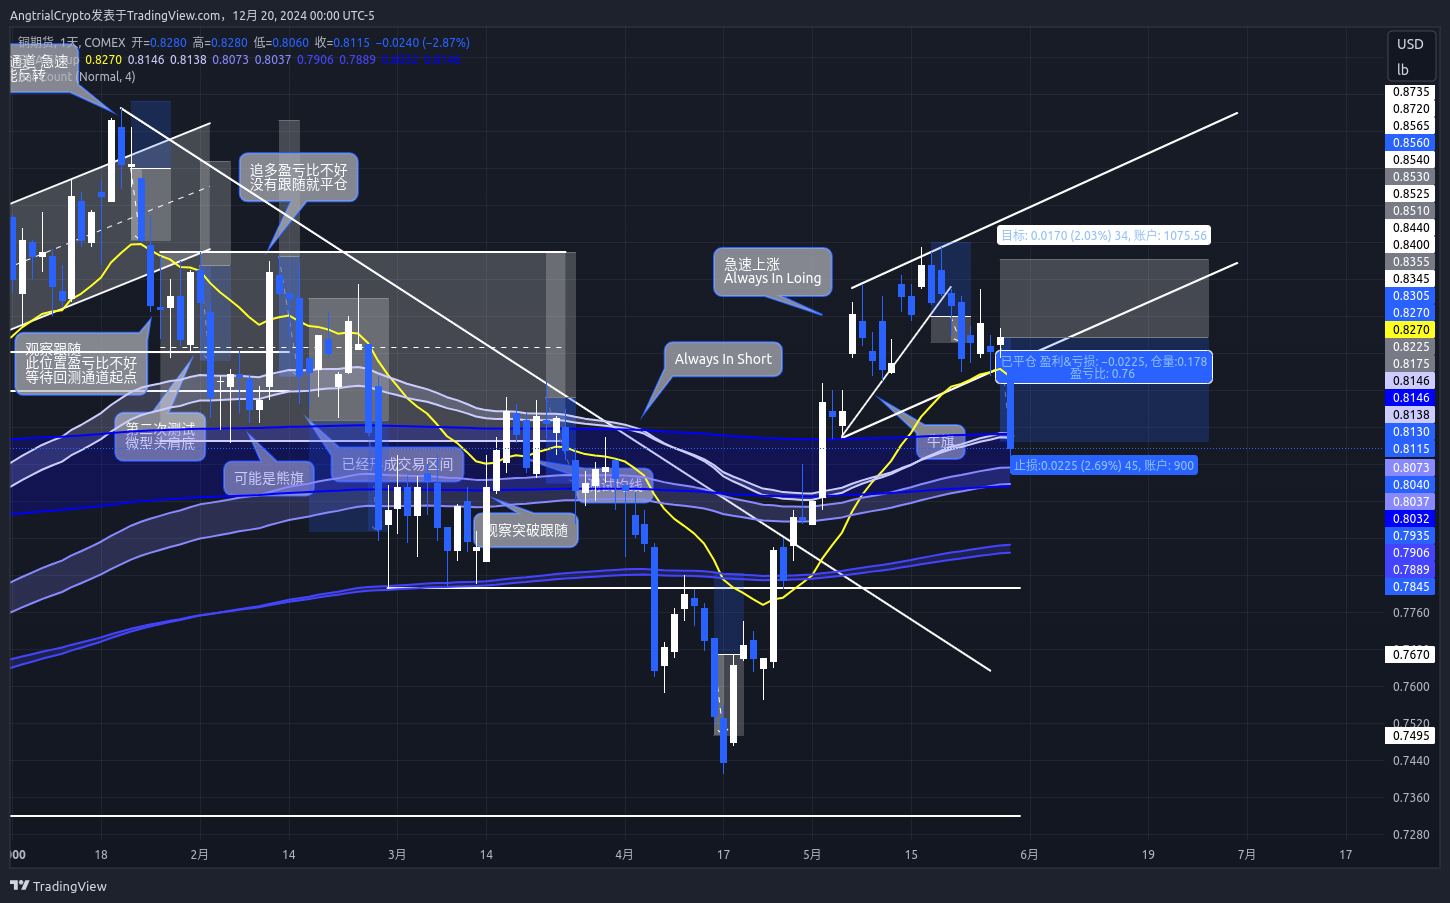 AngtrialCrypto发表于TradingView.com，12月 20, 2024 00:00 UTC-5
铜期货, 1天, COMEX 开=0.8280 高=0.8280 低=0.8060 收=0.8115 −0.0240 (−2.87%)
0.8270 0.8146 0.8138 0.8073 0.8037 0.7906 0.7889 0.8032 0.8146
Count (Normal, 4)
通道 急速
反转
追多盈亏比不好
没有跟随就平仓
观察跟随
此位置盈亏比不好
等待回测通道起点
第二次测试
微型头肩底
可能是熊旗
已经形成交易区间
观察突破跟随
测试均线
Always In Short
急速上涨
Always In Loing
牛旗
目标: 0.0170 (2.03%) 34, 账户: 1075.56
已平仓 盈利&亏损: −0.0225, 仓量:0.178
盈亏比: 0.76
止损:0.0225 (2.69%) 45, 账户: 900
USD
lb
0.8735
0.8720
0.8565
0.8560
0.8540
0.8530
0.8525
0.8510
0.8440
0.8400
0.8355
0.8345
0.8305
0.8270
0.8270
0.8225
0.8175
0.8146
0.8146
0.8138
0.8130
0.8115
0.8073
0.8040
0.8037
0.8032
0.7935
0.7906
0.7889
0.7845
0.7760
0.7670
0.7600
0.7520
0.7495
0.7440
0.7360
0.7280
18 2月 14 3月 14 4月 17 5月 15 6月 19 7月 17
TradingView